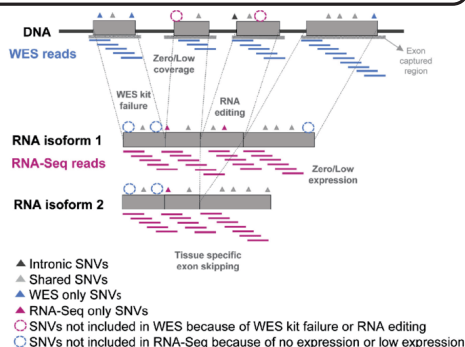 DNA
WES reads
Zero/Low
coverage
Exon
captured
region
WES kit
failure
RNA
editing
RNA isoform 1
RNA-Seq reads
Zero/Low
expression
RNA isoform 2
Tissue specific
exon skipping
Intronic SNVs
Shared SNVs
WES only SNVs
RNA-Seq only SNVs
SNVs not included in WES because of WES kit failure or RNA editing
SNVs not included in RNA-Seq because of no expression or low expression